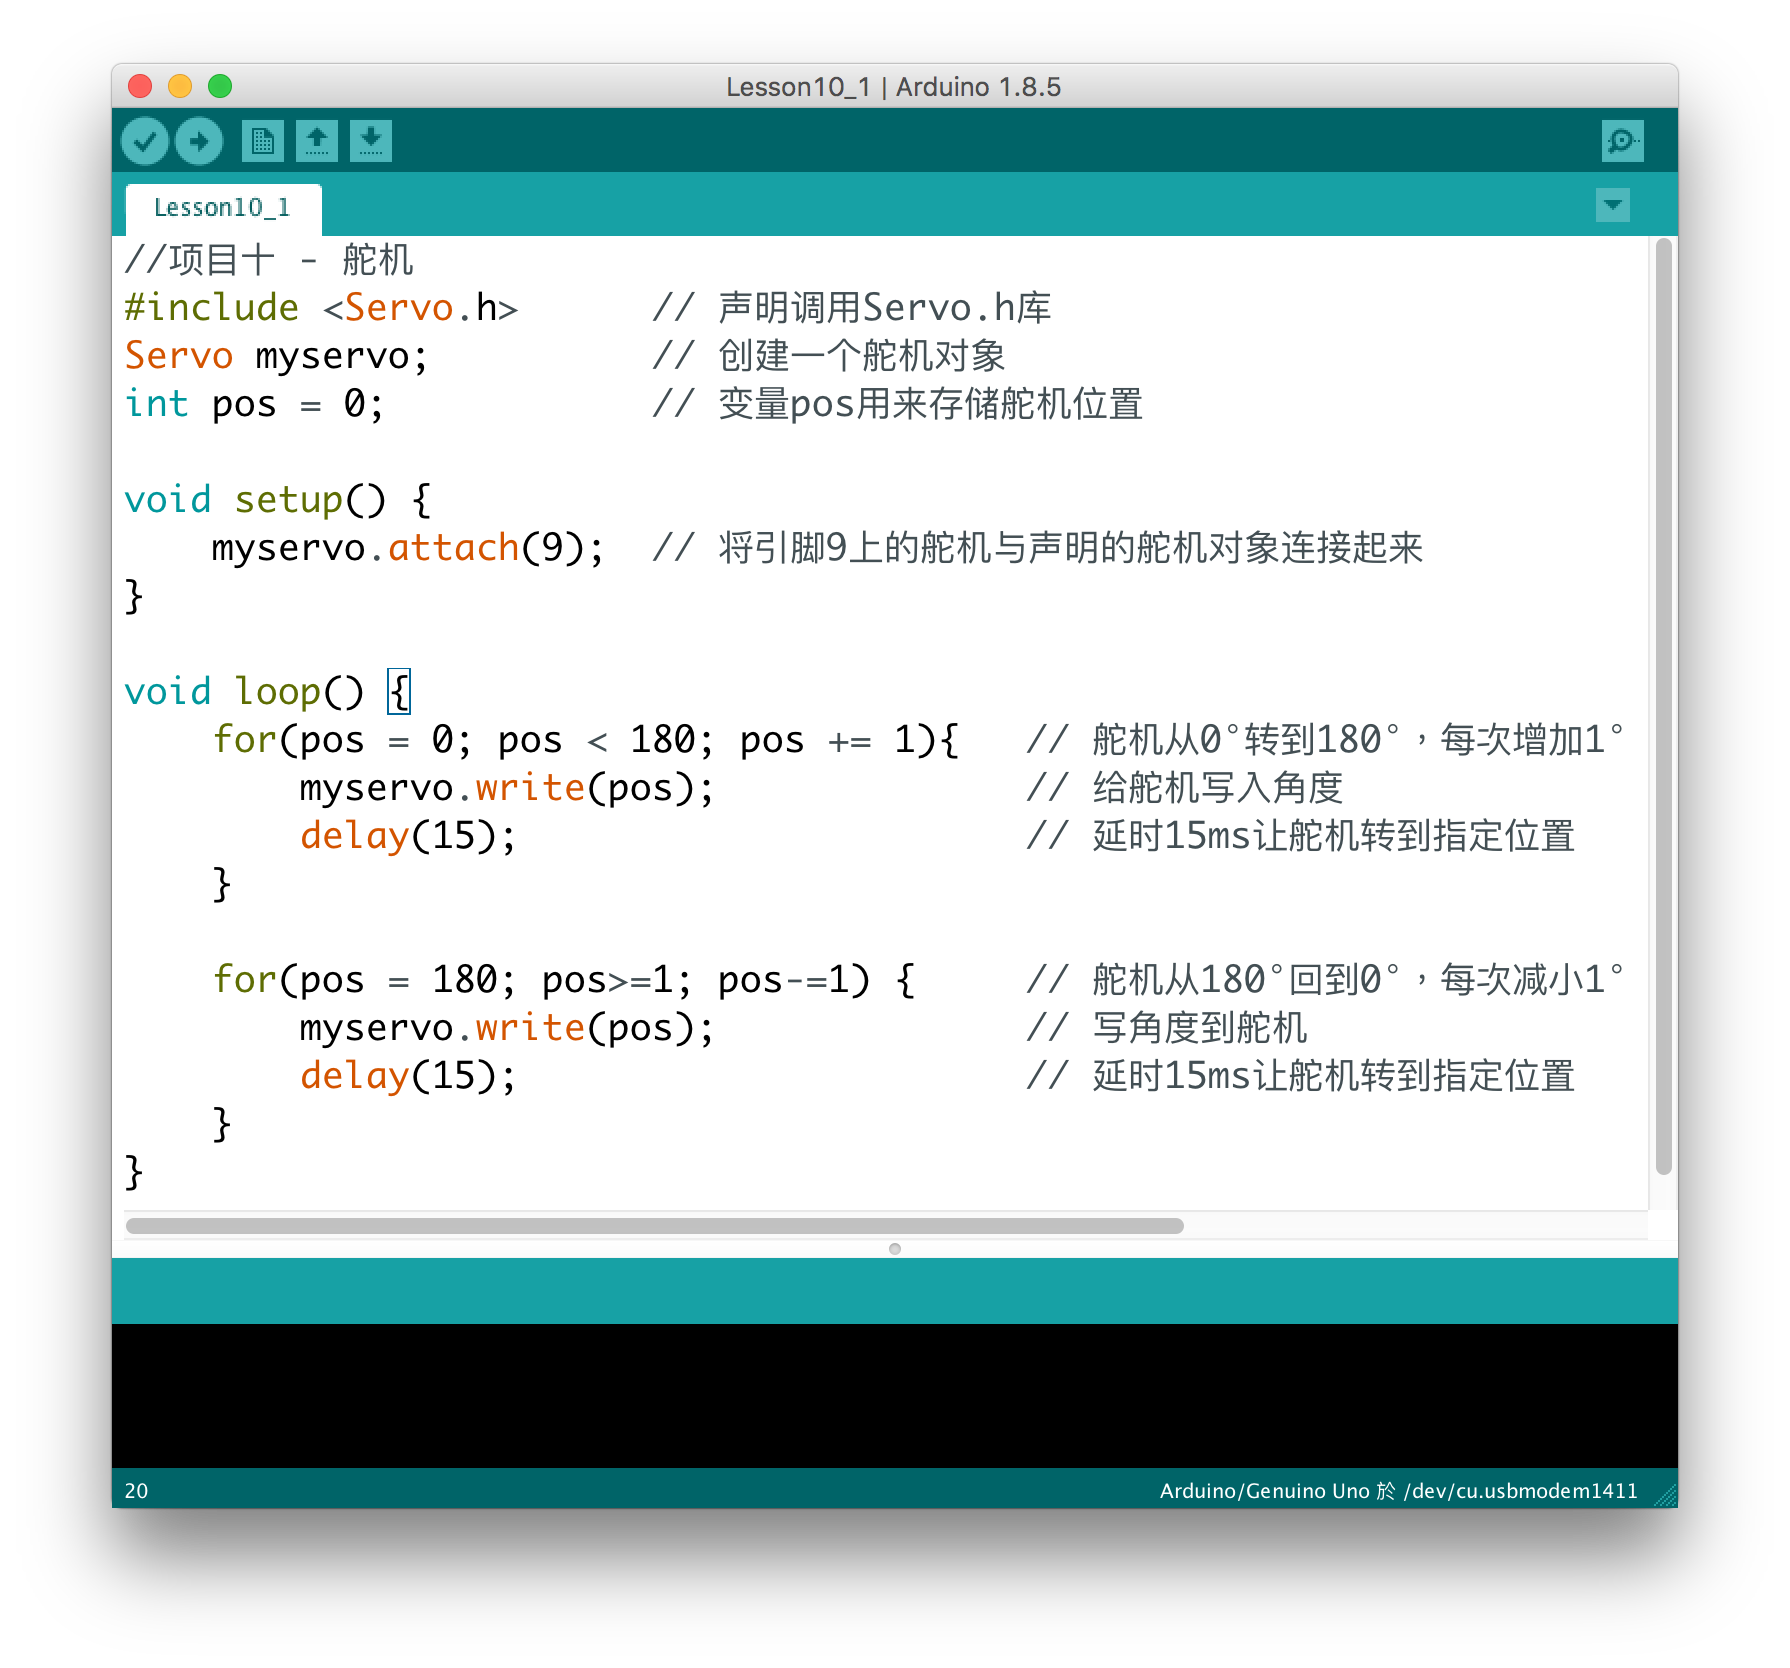 Lesson10_1 | Arduino 1.8.5
Lesson10_1
//项目十 - 舵机
#include <Servo.h>      // 声明调用Servo.h库
Servo myservo;          // 创建一个舵机对象
int pos = 0;            // 变量pos用来存储舵机位置
void setup() {
    myservo.attach(9);  // 将引脚9上的舵机与声明的舵机对象连接起来
}
void loop() {
    for(pos = 0; pos < 180; pos += 1){   // 舵机从0°转到180°，每次增加1°
        myservo.write(pos);              // 给舵机写入角度
        delay(15);                       // 延时15ms让舵机转到指定位置
    }
    for(pos = 180; pos>=1; pos-=1) {     // 舵机从180°回到0°，每次减小1°
        myservo.write(pos);              // 写角度到舵机
        delay(15);                       // 延时15ms让舵机转到指定位置
    }
}
20
Arduino/Genuino Uno 於 /dev/cu.usbmodem1411